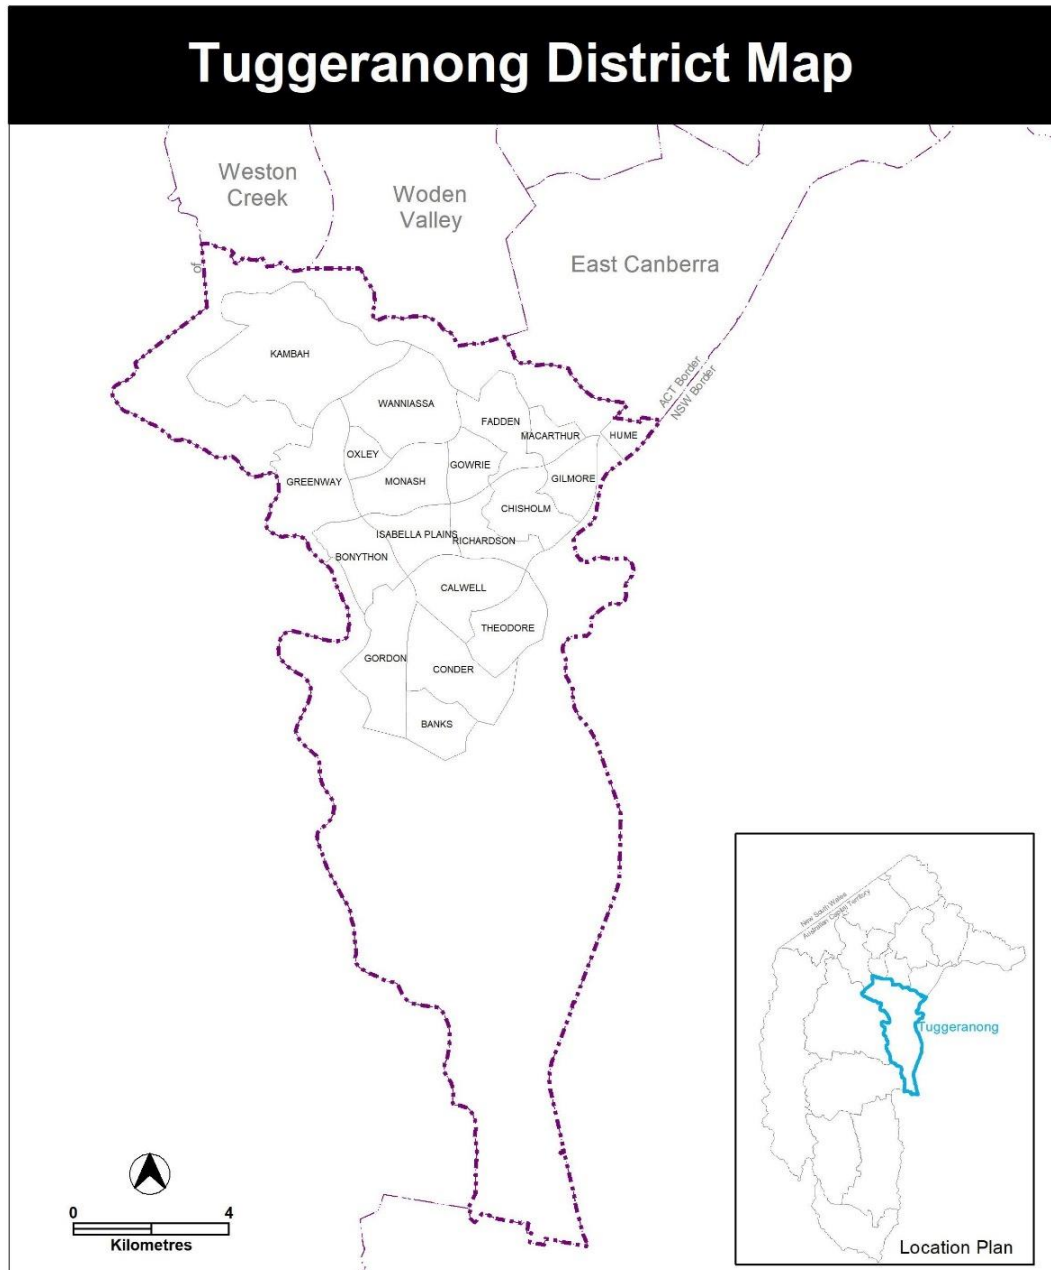 Tuggeranong District Map
Weston
Creek
Woden
Valley
East Canberra
of
ACT Border
NSW Border
KAMBAH
WANNIASSA
FADDEN
MACARTHUR
HUME
OXLEY
GOWRIE
GREENWAY
MONASH
GILMORE
CHISHOLM
ISABELLA PLAINS
RICHARDSON
BONYTHON
CALWELL
THEODORE
GORDON
CONDER
BANKS
New South Wales
Australian Capital Territory
Tuggeranong
Location Plan
0 4
Kilometres